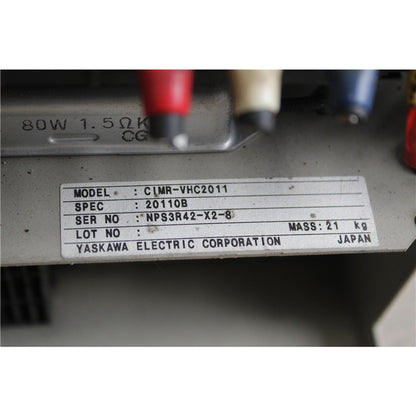 80W 1.5ΩK
CG
MODEL : CIMR-VHC2011
SPEC : 20110B
SER NO : NPS3R42-X2-8
LOT NO : MASS: 21 kg
YASKAWA ELECTRIC CORPORATION JAPAN